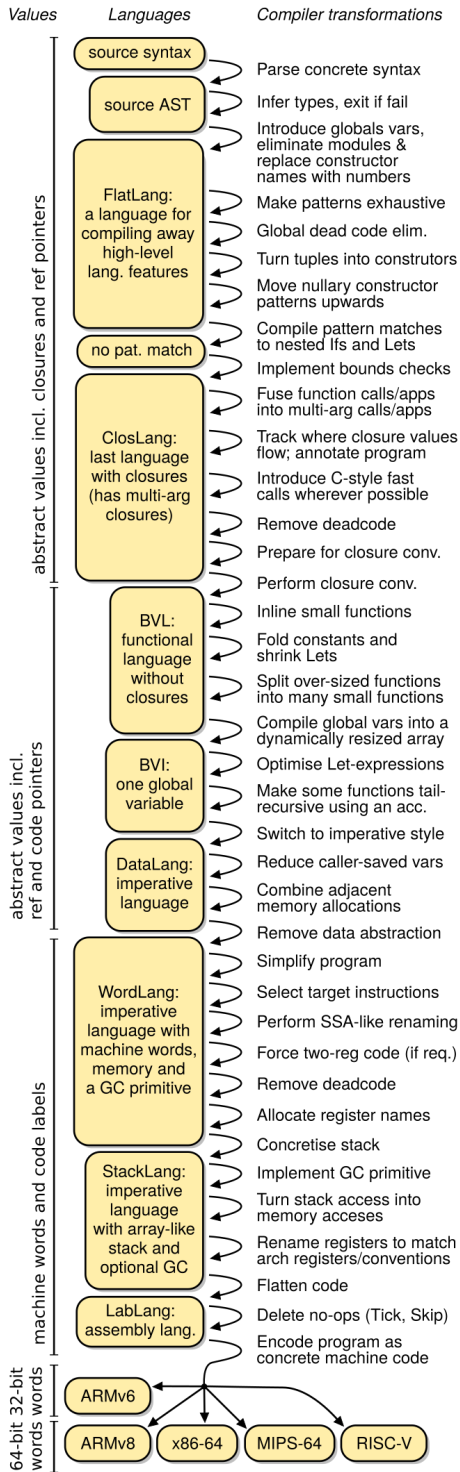 Values Languages Compiler transformations
source syntax
Parse concrete syntax
source AST
Infer types, exit if fail
Introduce globals vars,
eliminate modules &
replace constructor
names with numbers
FlatLang:
a language for
compiling away
high-level
lang. features
Make patterns exhaustive
Global dead code elim.
Turn tuples into construtors
Move nullary constructor
patterns upwards
Compile pattern matches
to nested Ifs and Lets
no pat. match
Implement bounds checks
ClosLang:
last language
with closures
(has multi-arg
closures)
Fuse function calls/apps
into multi-arg calls/apps
Track where closure values
flow; annotate program
Introduce C-style fast
calls wherever possible
Remove deadcode
Prepare for closure conv.
abstract values incl. closures and ref pointers
Perform closure conv.
BVL:
functional
language
without
closures
Inline small functions
Fold constants and
shrink Lets
Split over-sized functions
into many small functions
Compile global vars into a
dynamically resized array
BVI:
one global
variable
Optimise Let-expressions
Make some functions tail-
recursive using an acc.
Switch to imperative style
DataLang:
imperative
language
Reduce caller-saved vars
Combine adjacent
memory allocations
abstract values incl.
ref and code pointers
Remove data abstraction
WordLang:
imperative
language with
machine words,
memory and
a GC primitive
Simplify program
Select target instructions
Perform SSA-like renaming
Force two-reg code (if req.)
Remove deadcode
Allocate register names
Concretise stack
StackLang:
imperative
language
with array-like
stack and
optional GC
Implement GC primitive
Turn stack access into
memory acceses
Rename registers to match
arch registers/conventions
Flatten code
LabLang:
assembly lang.
Delete no-ops (Tick, Skip)
Encode program as
concrete machine code
machine words and code labels
32-bit
words
ARMv6
64-bit
words
ARMv8
x86-64
MIPS-64
RISC-V